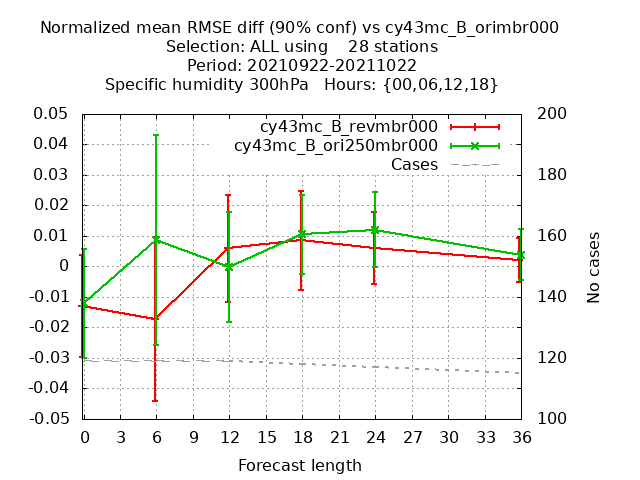 Normalized mean RMSE diff (90% conf) vs cy43mc_B_orimbr000
Selection: ALL using    28 stations
Period: 20210922-20211022
Specific humidity 300hPa   Hours: {00,06,12,18}
cy43mc_B_revmbr000
cy43mc_B_ori250mbr000
Cases
0.05
0.04
0.03
0.02
0.01
0
-0.01
-0.02
-0.03
-0.04
-0.05
200
180
160
140
120
100
No cases
0 3 6 9 12 15 18 21 24 27 30 33 36
Forecast length